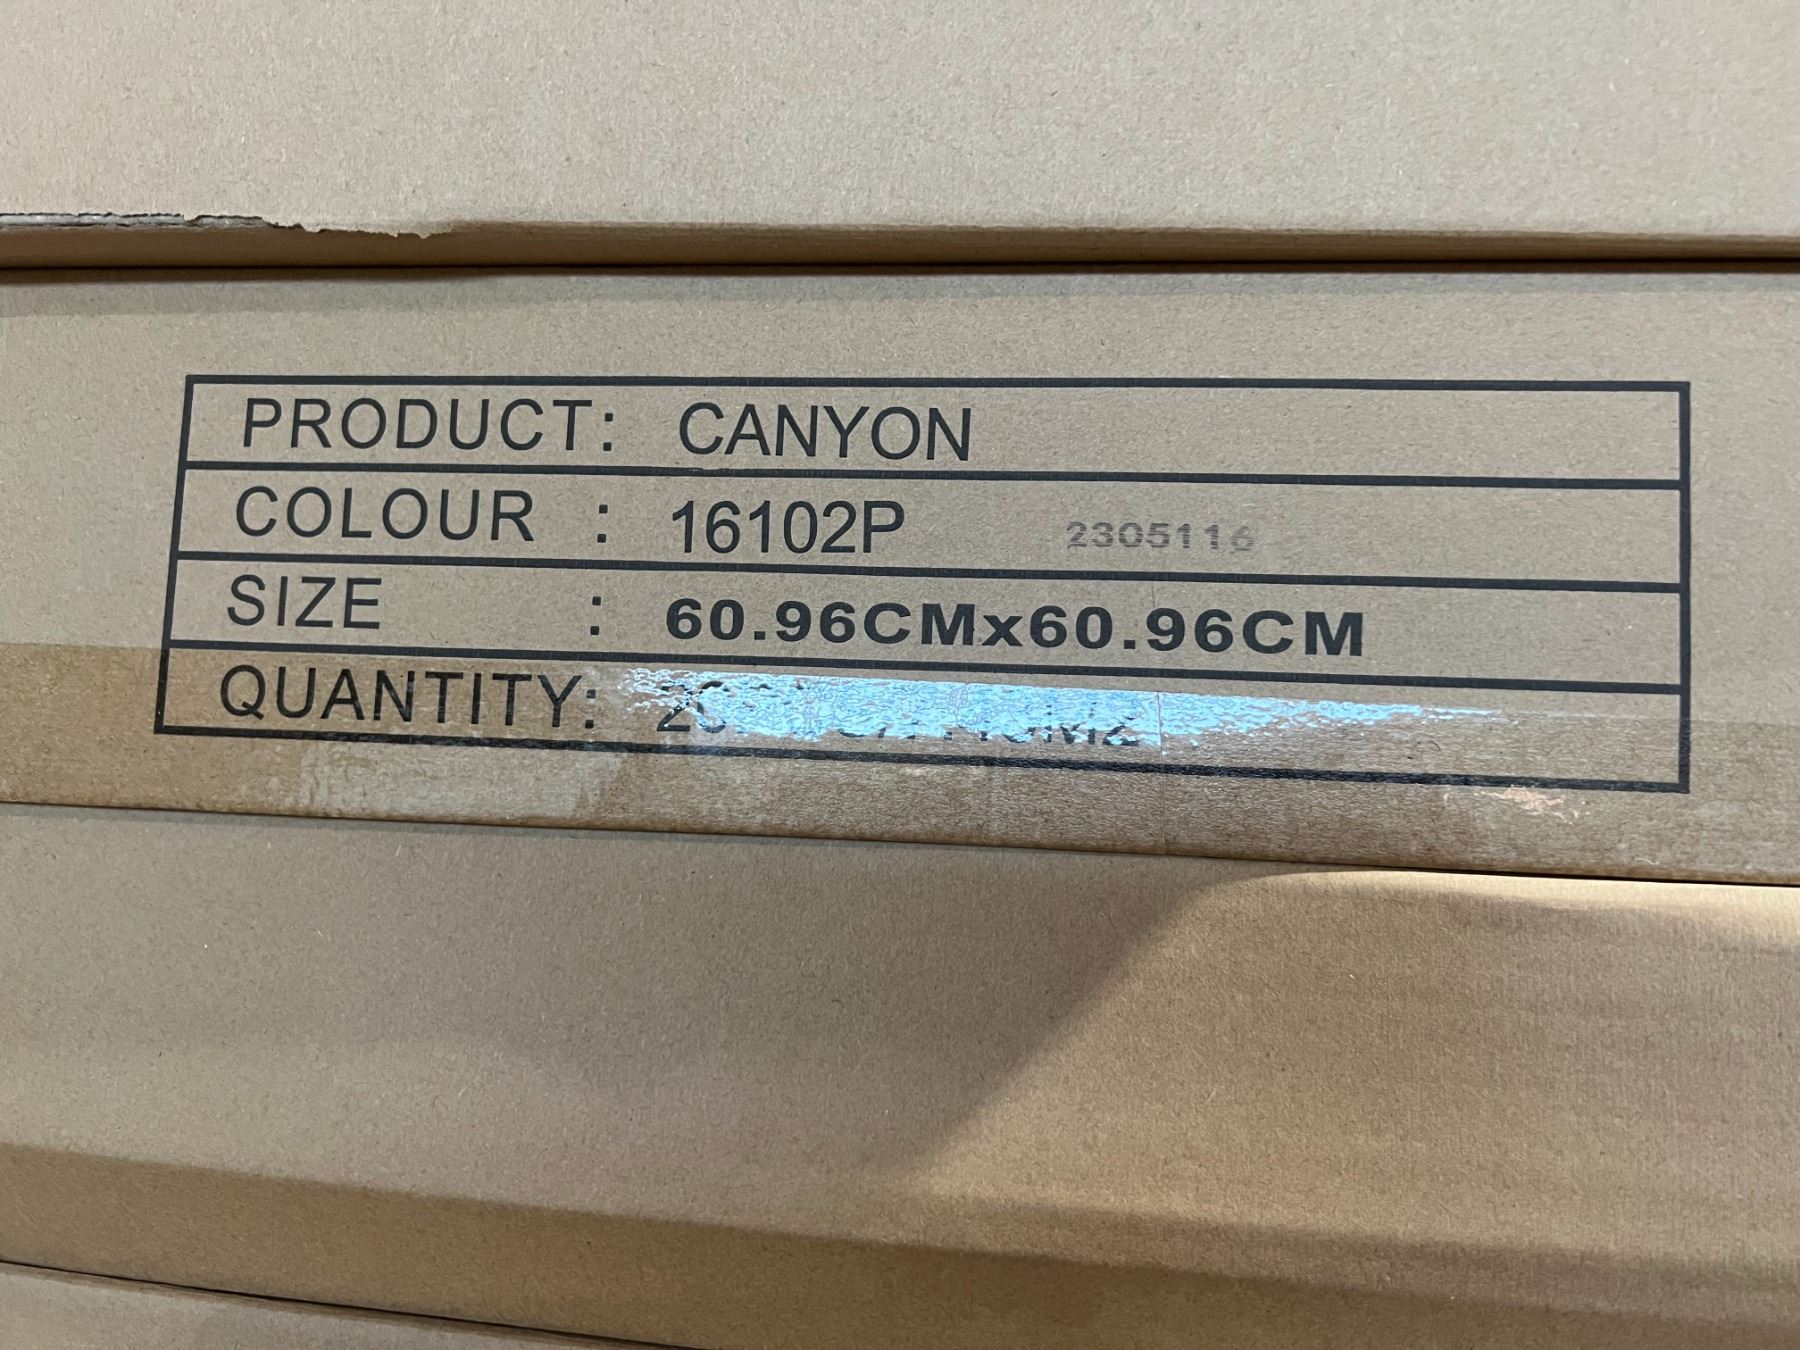 PRODUCT: CANYON
COLOUR : 16102P 2305116
SIZE : 60.96CMx60.96CM
QUANTITY: